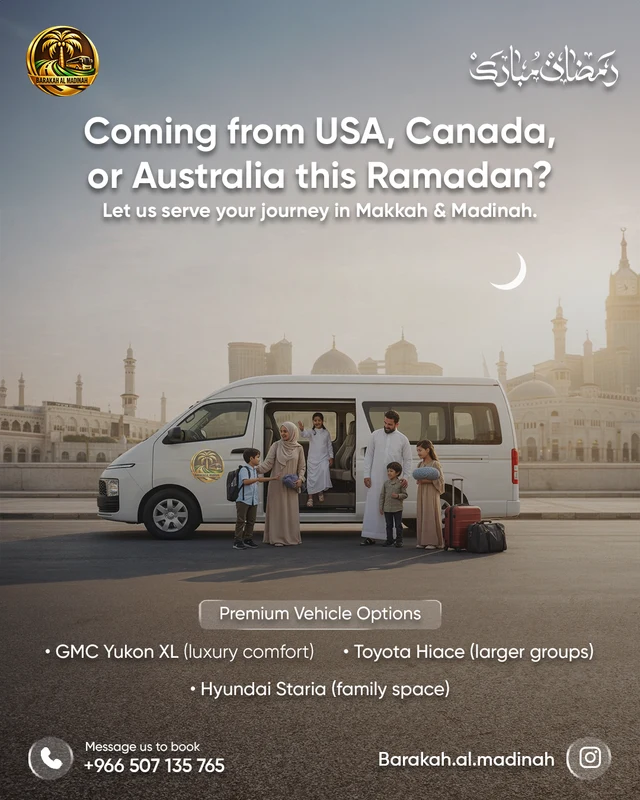 BARAKAH AL MADINAH
رمضان مبارك
Coming from USA, Canada,
or Australia this Ramadan?
Let us serve your journey in Makkah & Madinah.
Premium Vehicle Options
• GMC Yukon XL (luxury comfort)
• Toyota Hiace (larger groups)
• Hyundai Staria (family space)
Message us to book
+966 507 135 765
Barakah.al.madinah